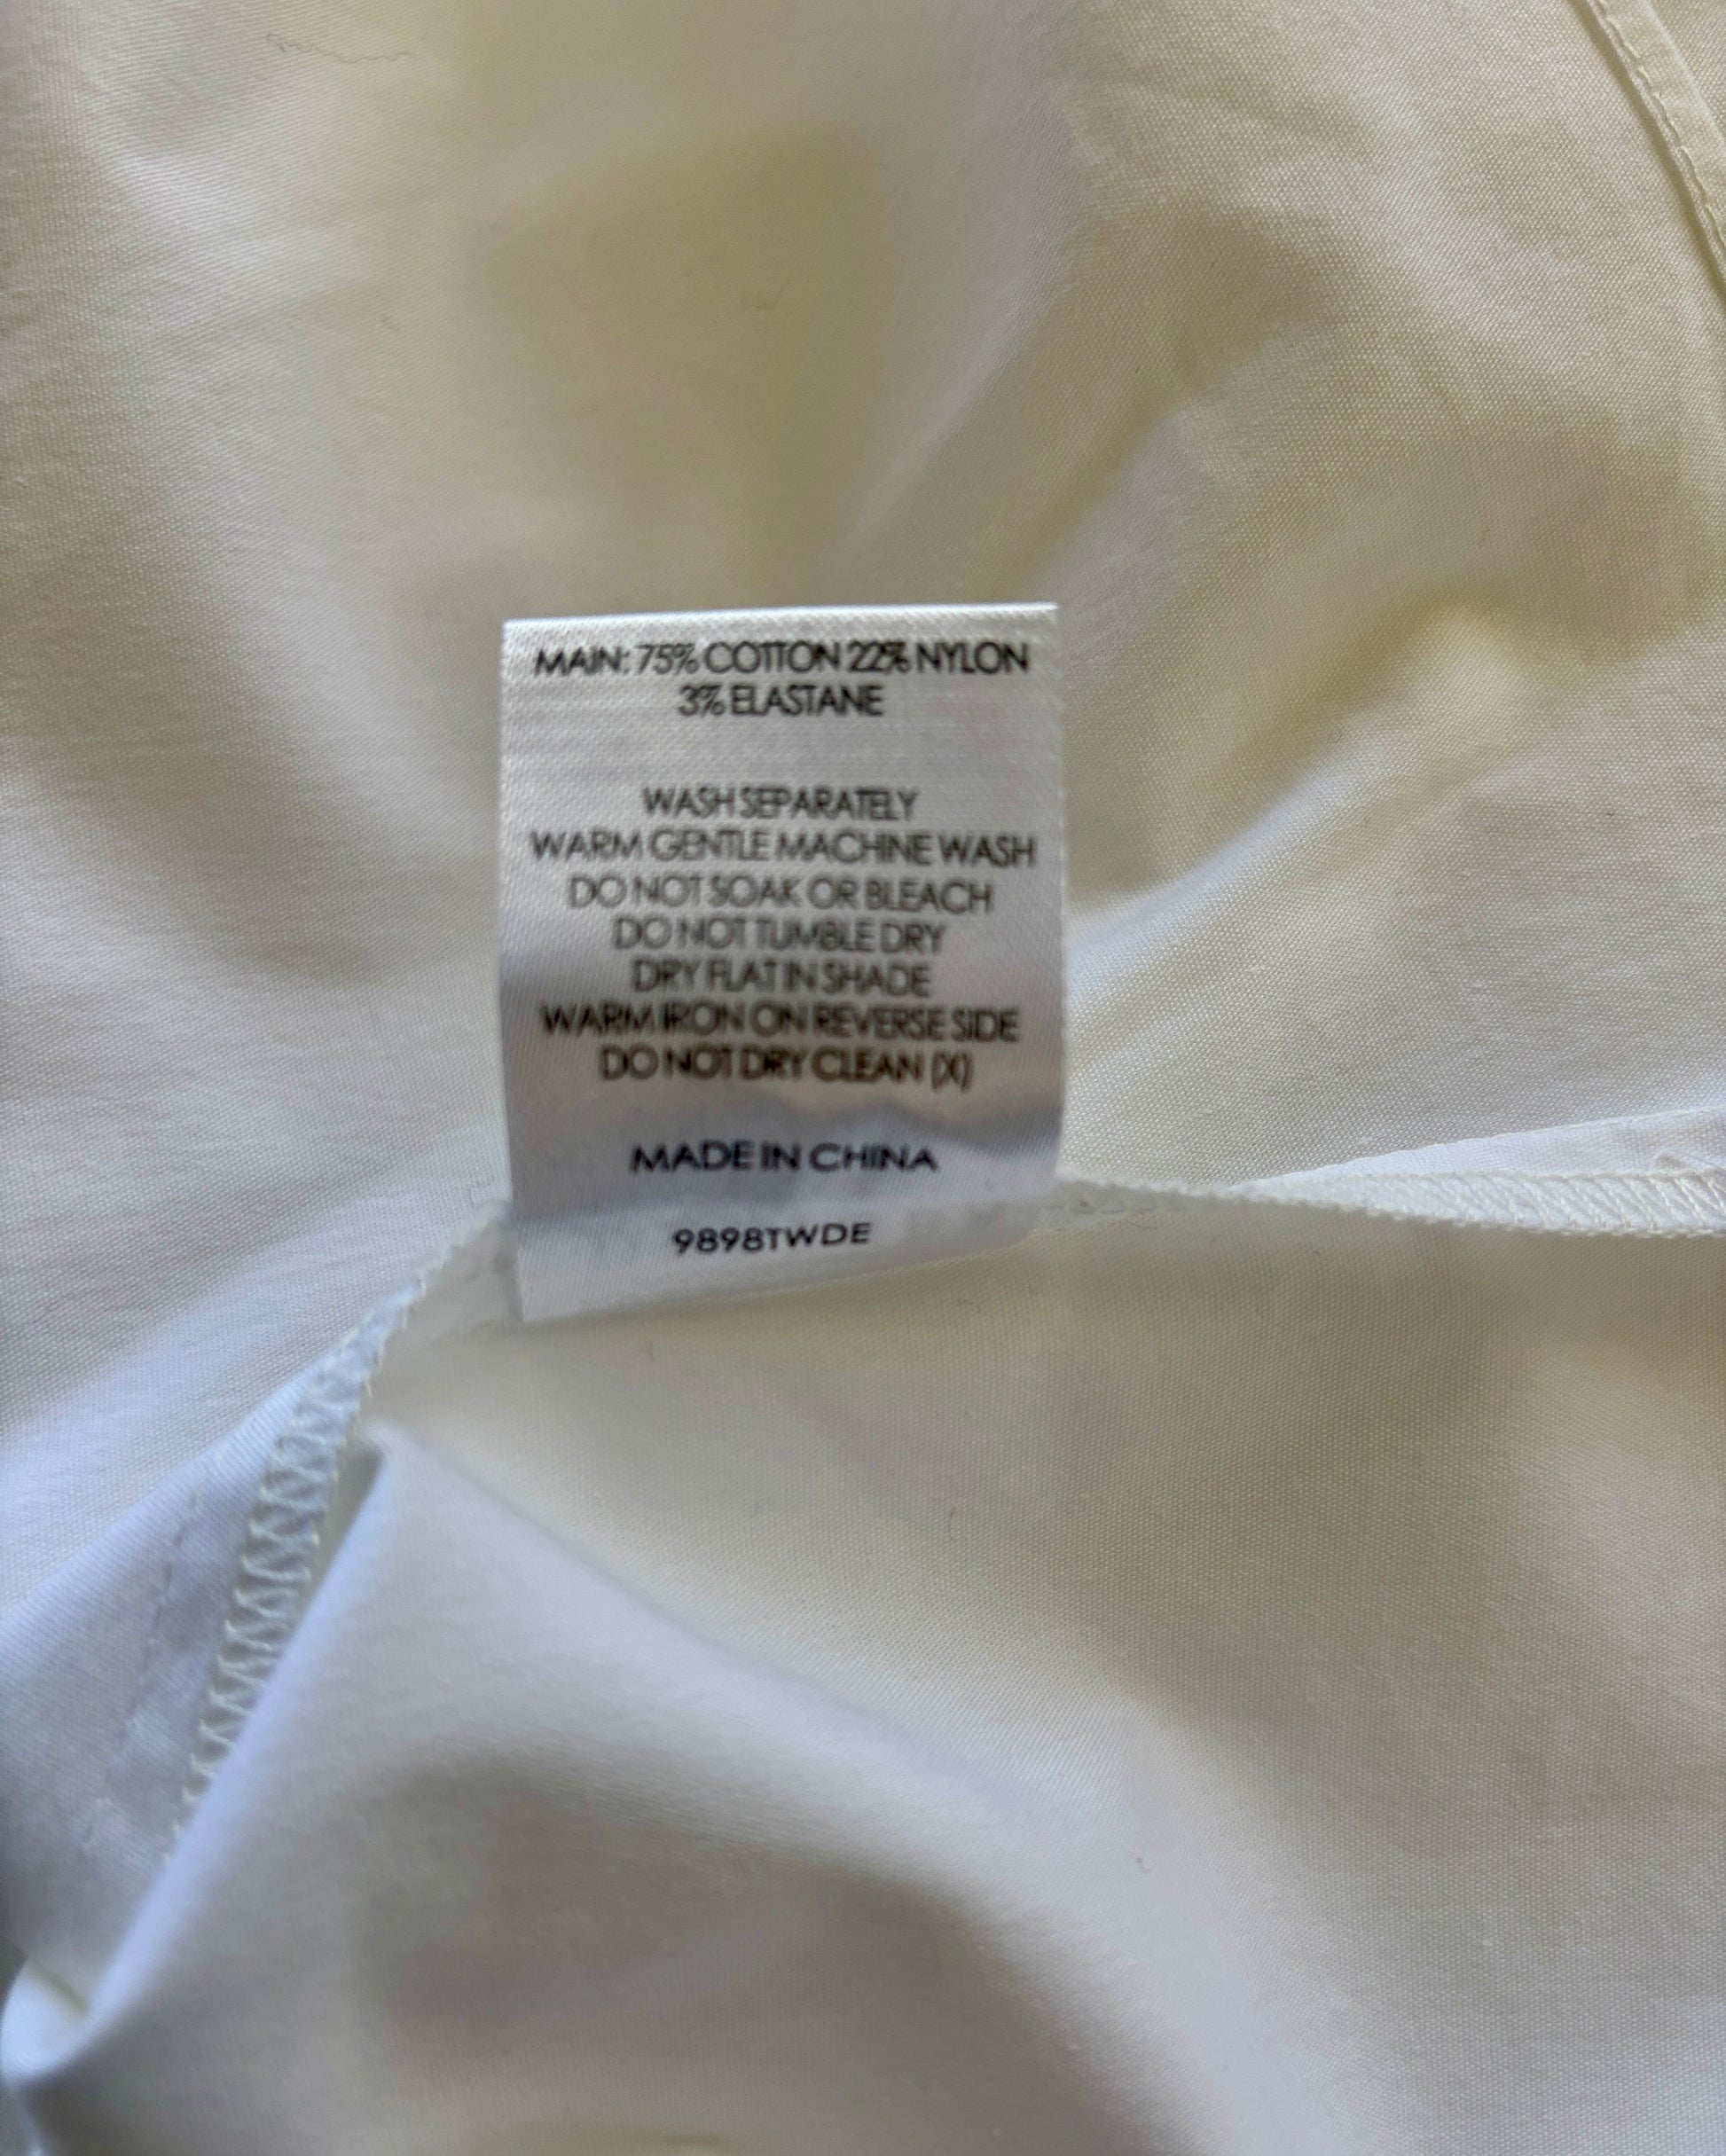 MAIN: 75% COTTON 22% NYLON
3% ELASTANE
WASH SEPARATELY
WARM GENTLE MACHINE WASH
DO NOT SOAK OR BLEACH
DO NOT TUMBLE DRY
DRY FLAT IN SHADE
WARM IRON ON REVERSE SIDE
DO NOT DRY CLEAN (X)
MADE IN CHINA
9898TWDE